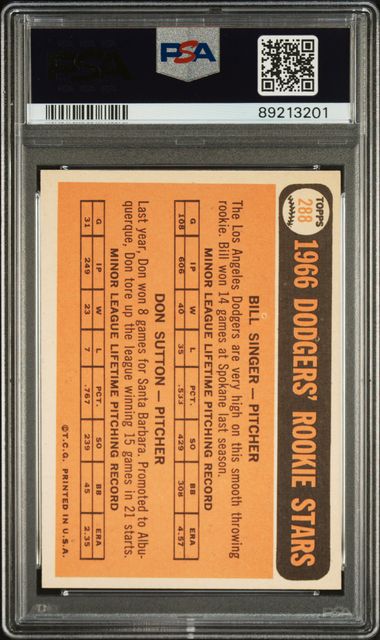 PSA
PSA
89213201
TOPPS
288
1966 DODGERS' ROOKIE STARS
BILL SINGER — PITCHER
The Los Angeles Dodgers are very high on this smooth throwing
rookie. Bill won 14 games at Spokane last season.
MINOR LEAGUE LIFETIME PITCHING RECORD
G IP W L PCT. SO BB ERA
108 606 40 35 .533 429 308 4.57
DON SUTTON — PITCHER
Last year, Don won 8 games for Santa Barbara. Promoted to Albu-
querque, Don tore up the league winning 15 games in 21 starts.
MINOR LEAGUE LIFETIME PITCHING RECORD
G IP W L PCT. SO BB ERA
31 249 23 7 .767 239 45 2.35
© T.C.G. PRINTED IN U.S.A.